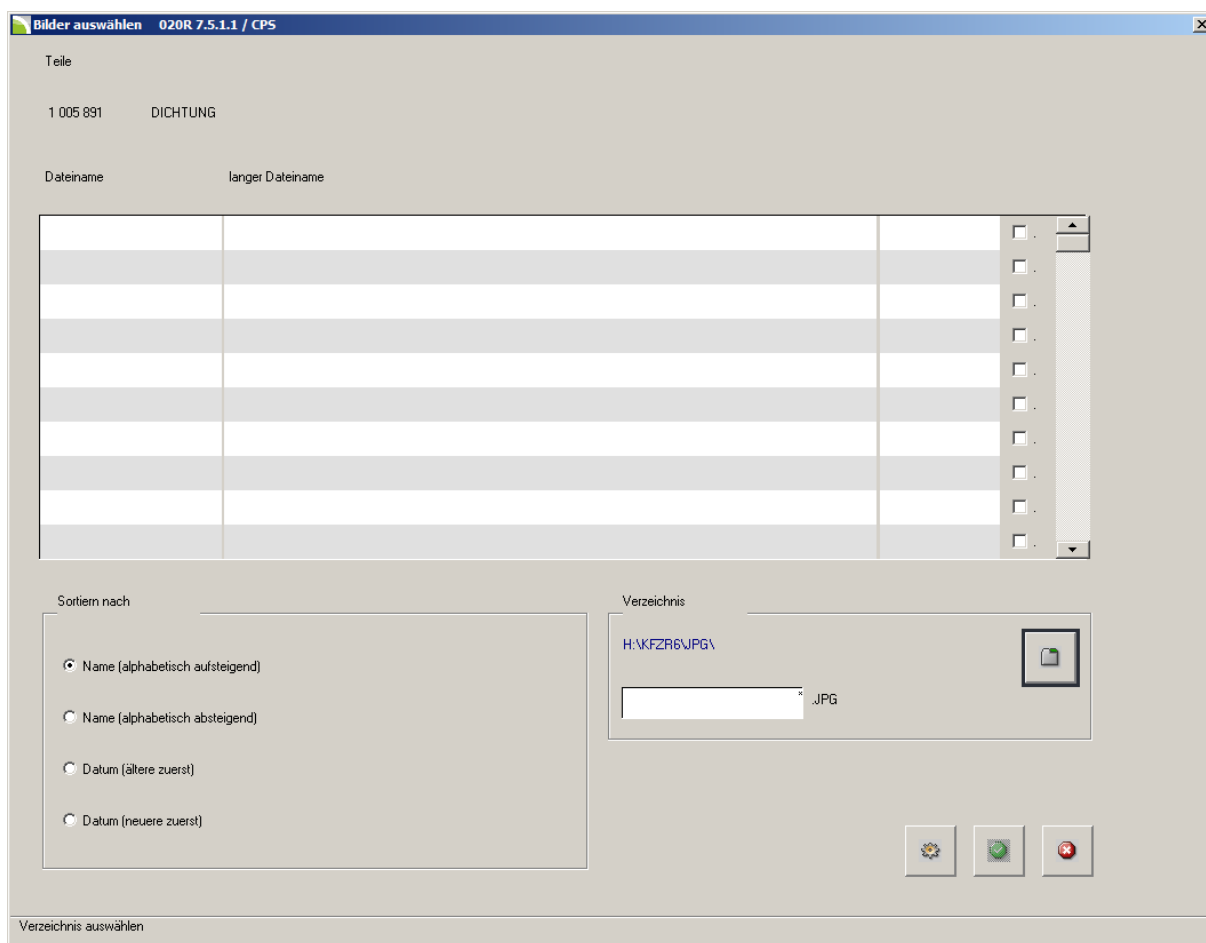 Bilder auswählen 020R 7.5.1.1 / CPS
Teile
1 005 891 DICHTUNG
Dateiname langer Dateiname
.
.
.
.
.
.
.
.
.
.
Sortiern nach
Name (alphabetisch aufsteigend)
Name (alphabetisch absteigend)
Datum (ältere zuerst)
Datum (neuere zuerst)
Verzeichnis
H:\KFZR6\JPG\
* .JPG
Verzeichnis auswählen